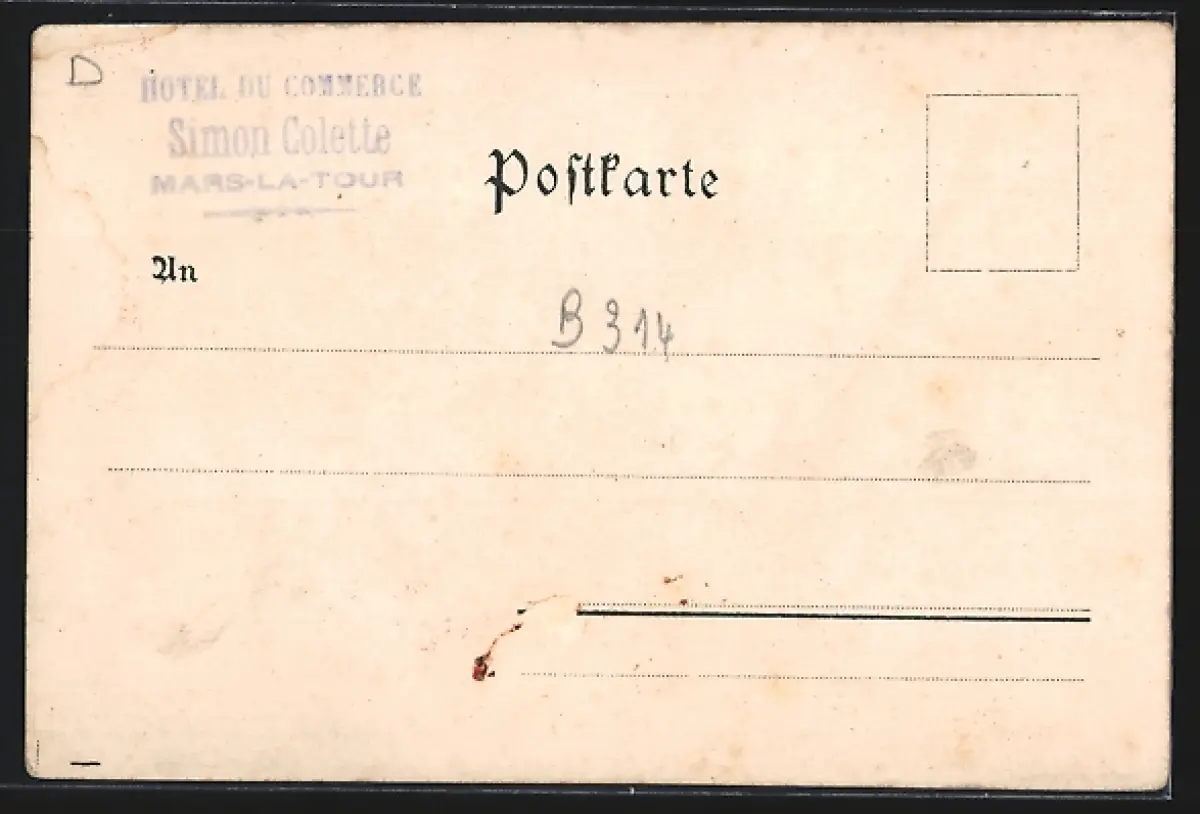 D
HOTEL DU COMMERCE
Simon Colette
MARS-LA-TOUR
Poſtkarte
An
B 314